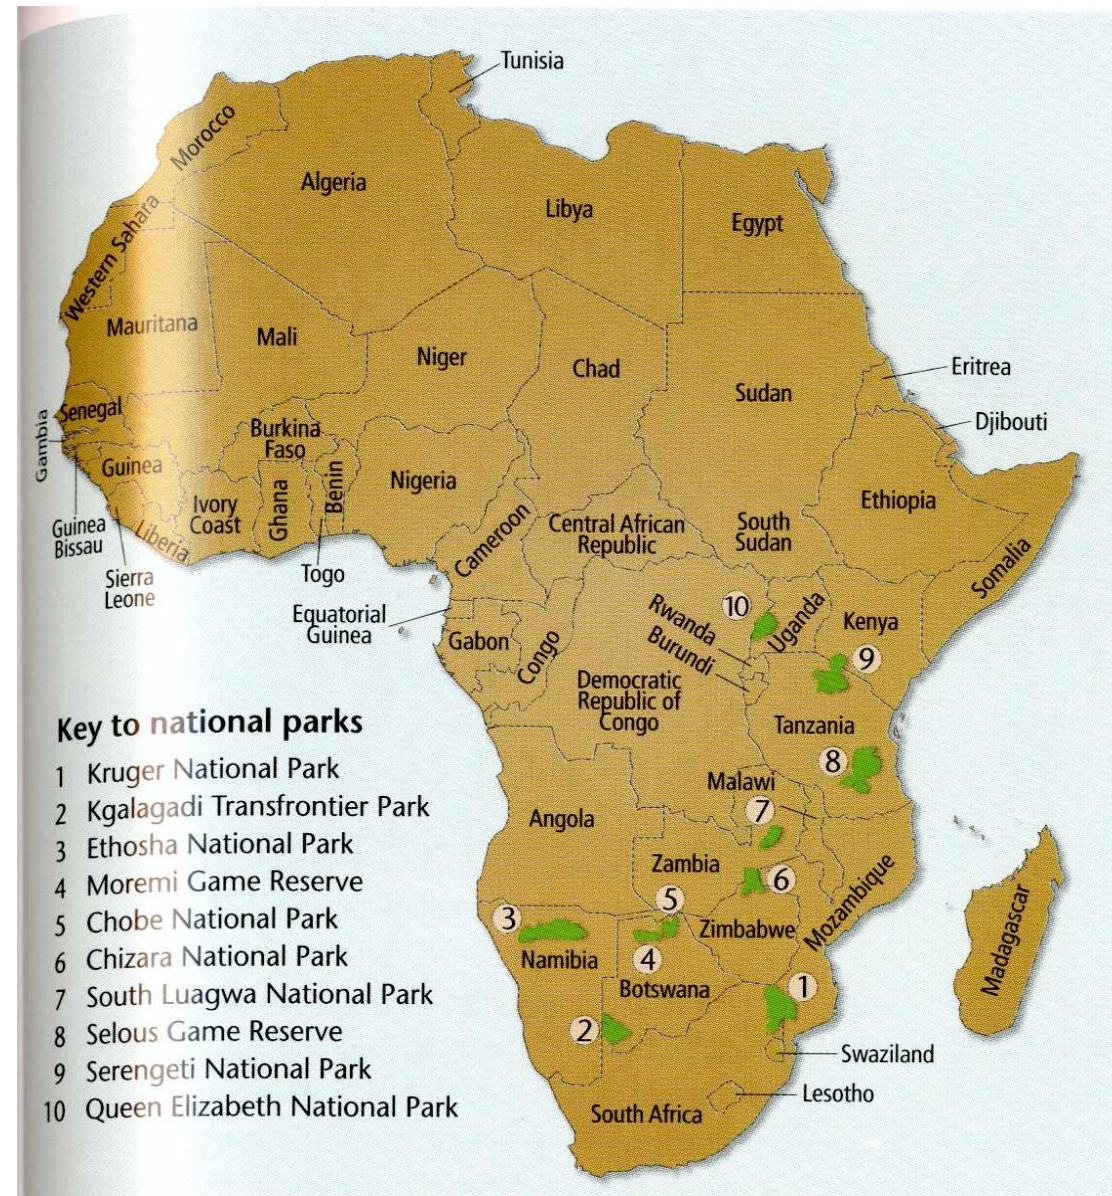 Tunisia
Morocco
Algeria
Libya
Egypt
Western Sahara
Mauritana
Mali
Niger
Chad
Sudan
Eritrea
Djibouti
Gambia
Senegal
Guinea
Guinea
Bissau
Sierra
Leone
Liberia
Ivory
Coast
Burkina
Faso
Ghana
Togo
Benin
Nigeria
Cameroon
Central African
Republic
South
Sudan
Ethiopia
Somalia
Equatorial
Guinea
Gabon
Congo
Democratic
Republic of
Congo
Rwanda
Burundi
10
Uganda
Kenya
9
Tanzania
8
Malawi
7
Angola
Zambia
6
5
Mozambique
Madagascar
3
Namibia
4
Botswana
Zimbabwe
1
2
Swaziland
Lesotho
South Africa
Key to national parks
1 Kruger National Park
2 Kgalagadi Transfrontier Park
3 Ethosha National Park
4 Moremi Game Reserve
5 Chobe National Park
6 Chizara National Park
7 South Luagwa National Park
8 Selous Game Reserve
9 Serengeti National Park
10 Queen Elizabeth National Park